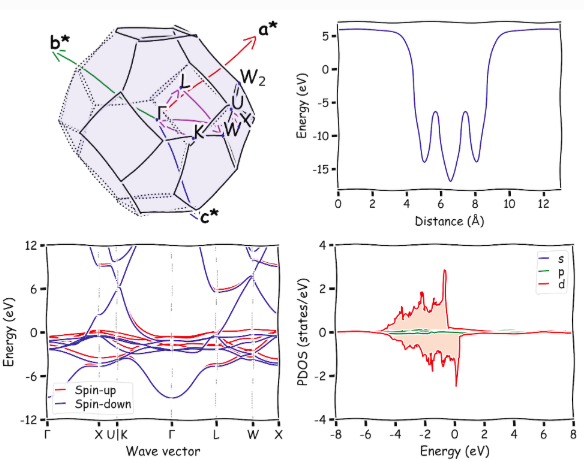 b*
a*
W₂
L
U
Γ
X
K
W
c*
Energy (eV)
5
0
-5
-10
-15
0 2 4 6 8 10 12
Distance (Å)
Energy (eV)
12
6
0
-6
-12
Spin-up
Spin-down
Γ X U|K Γ L W X
Wave vector
PDOS (states/eV)
4
2
0
-2
-4
s
p
d
-8 -6 -4 -2 0 2 4 6 8
Energy (eV)